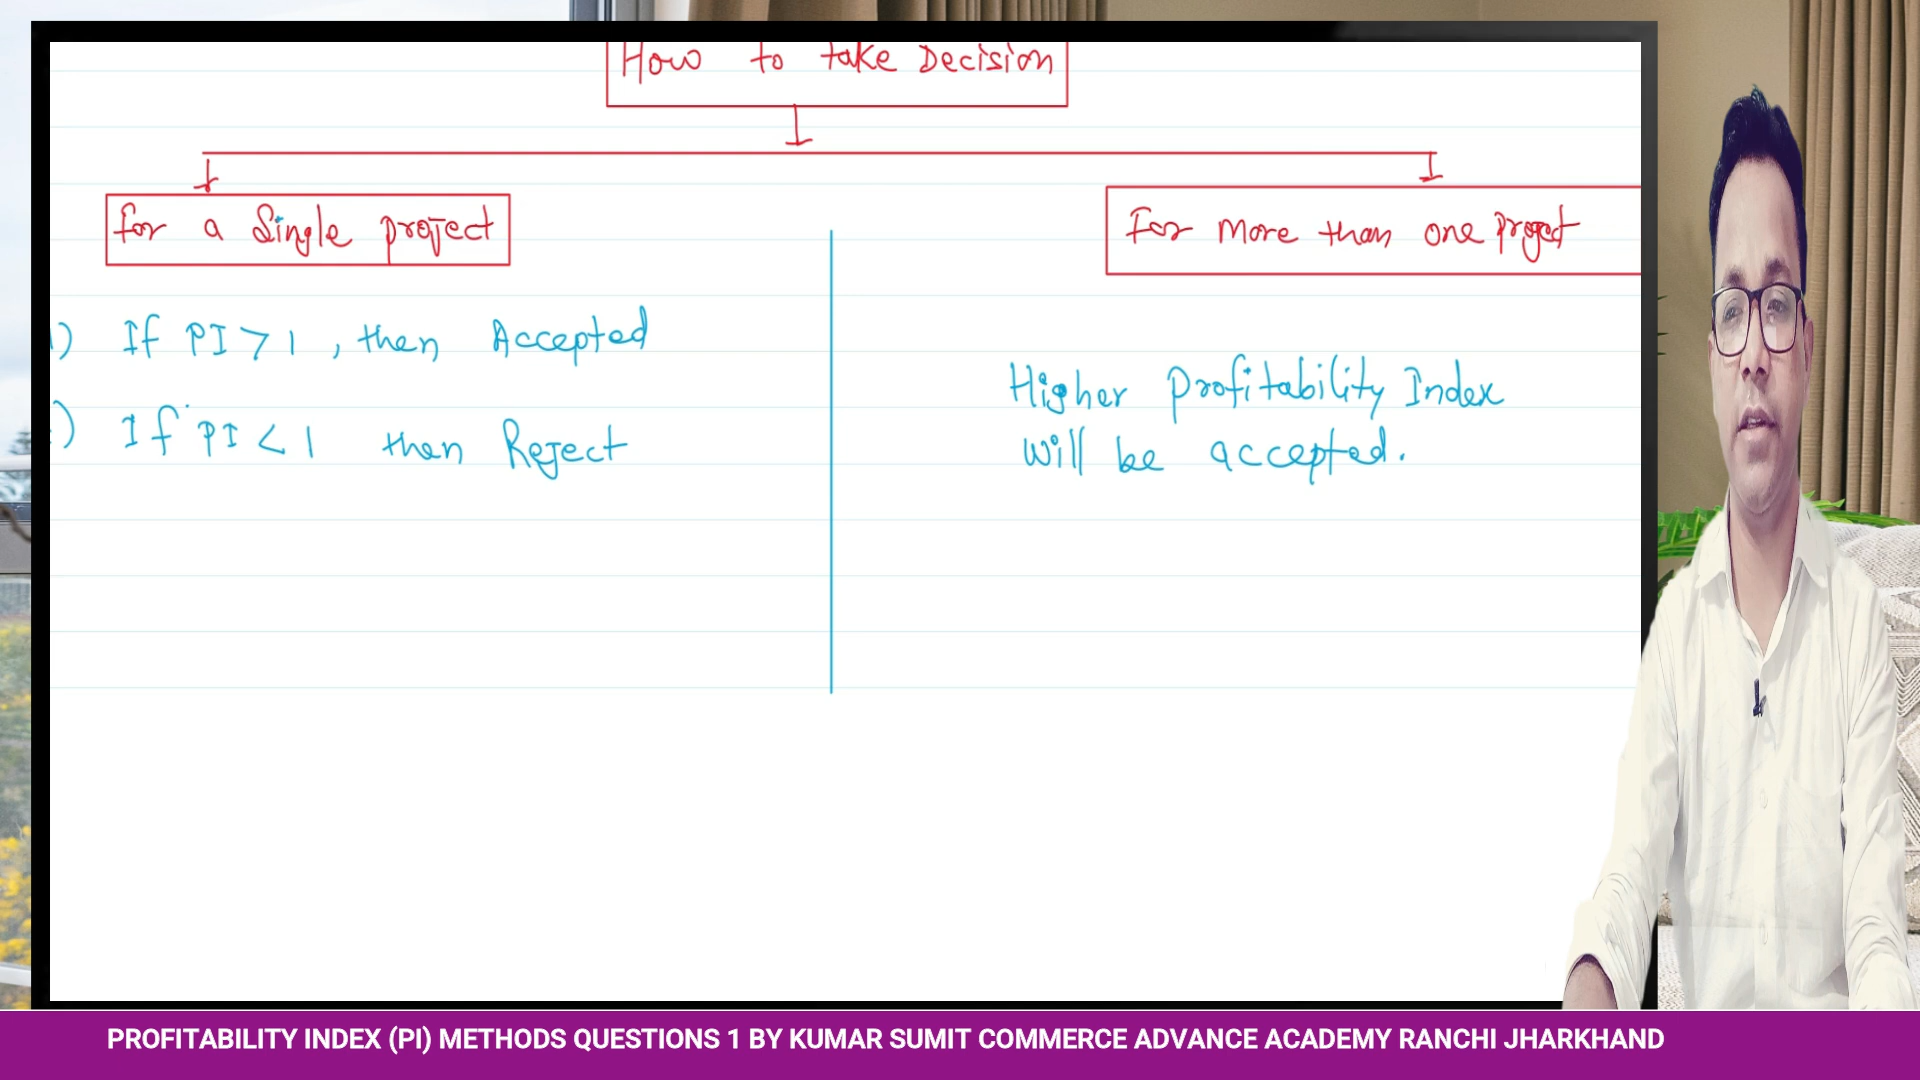 How to take Decision
for a Single project
For more than one project
1) If PI > 1, then Accepted
) If PI < 1 then Reject
Higher Profitability Index
will be accepted.
PROFITABILITY INDEX (PI) METHODS QUESTIONS 1 BY KUMAR SUMIT COMMERCE ADVANCE ACADEMY RANCHI JHARKHAND